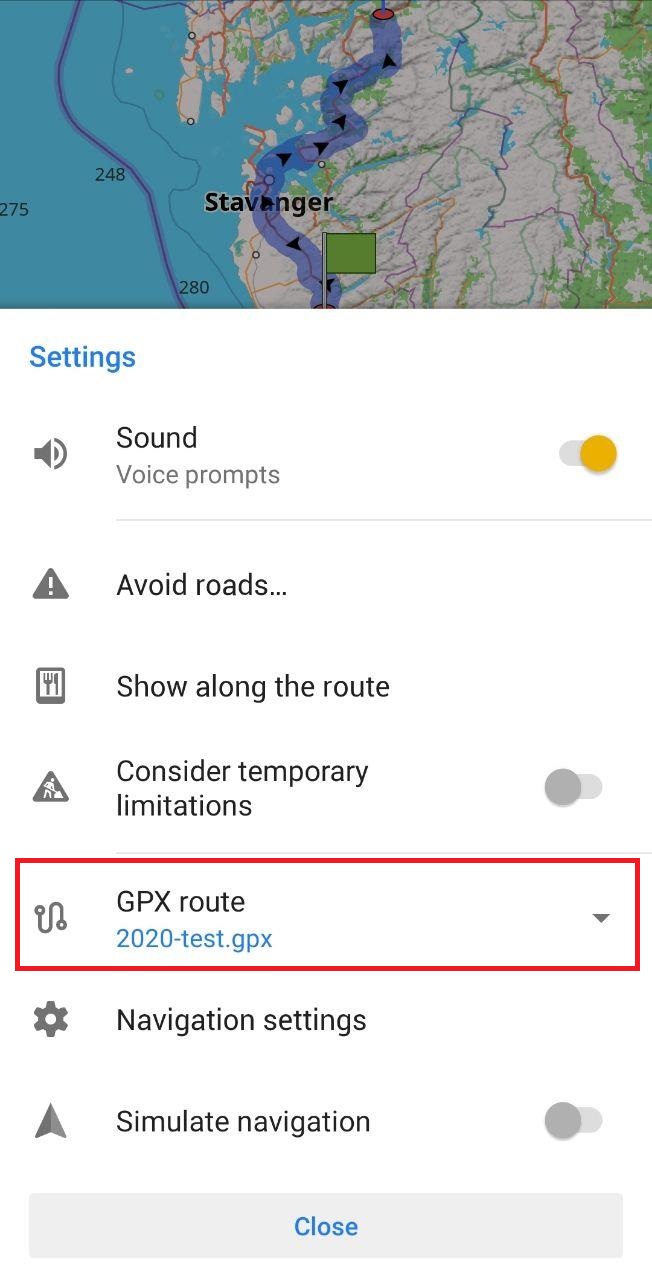 248
275
Stavanger
280
Settings
Sound
Voice prompts
Avoid roads...
Show along the route
Consider temporary
limitations
GPX route
2020-test.gpx
Navigation settings
Simulate navigation
Close